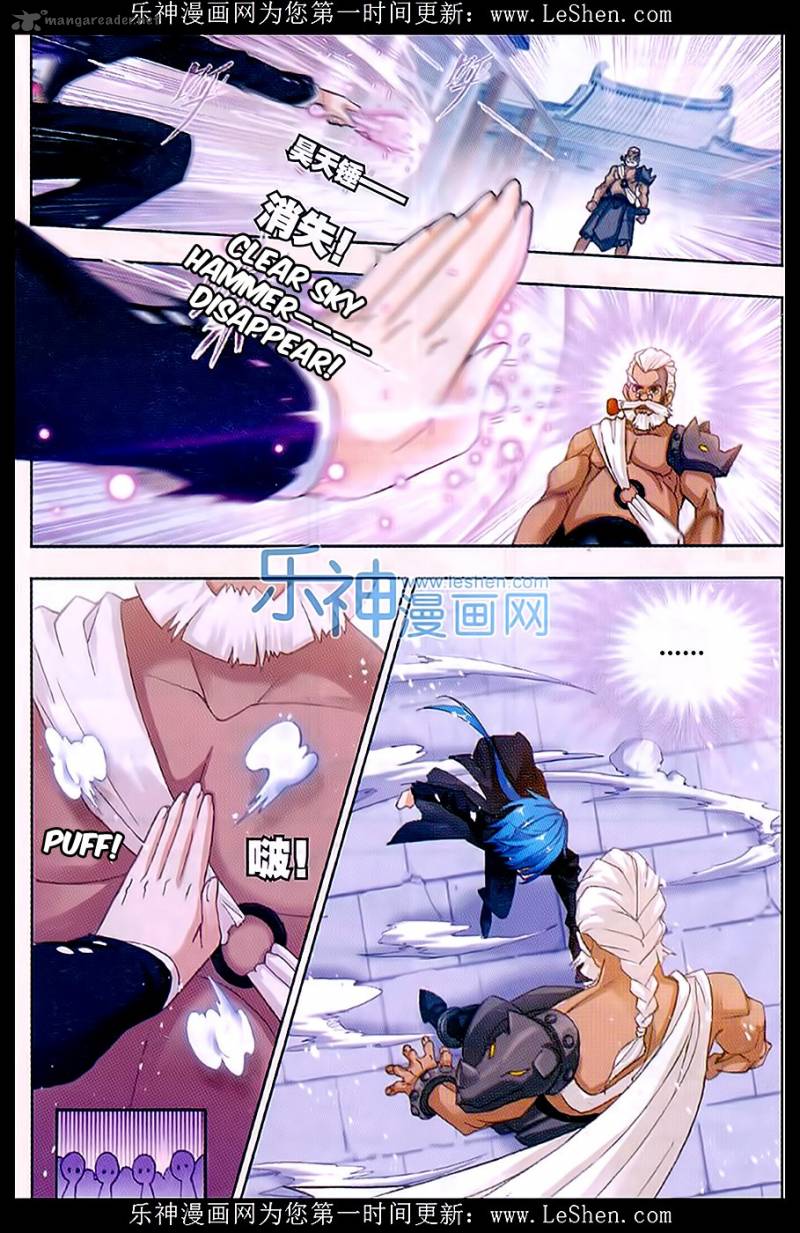 乐神漫画网为您第一时间更新：www.LeShen.com
mangareader.net
昊天锤——
消失！
CLEAR SKY
HAMMER----
DISAPPEAR!
www.leshen.com
乐神漫画网
……
PUFF!
啵！
乐神漫画网为您第一时间更新：www.LeShen.com